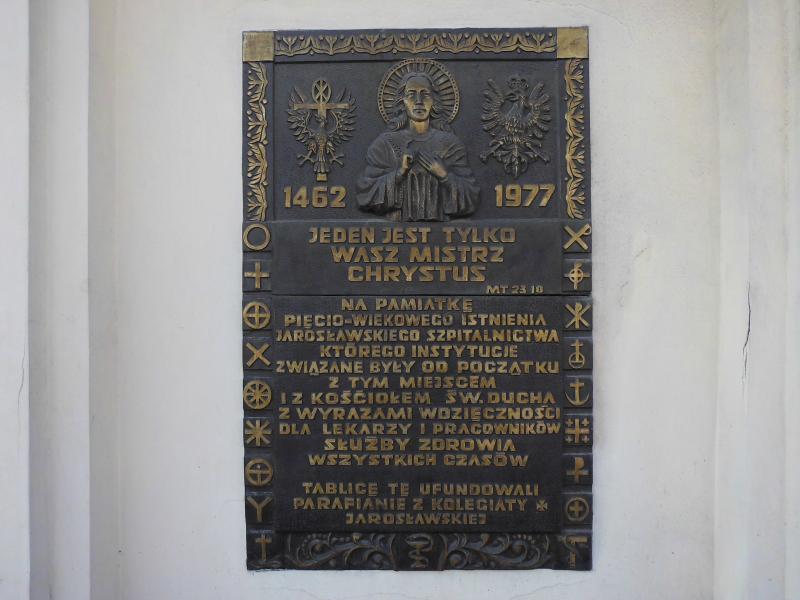 1462 1977
JEDEN JEST TYLKO
WASZ MISTRZ
CHRYSTUS
MT 23 10
NA PAMIĄTKĘ
PIĘCIO-WIEKOWEGO ISTNIENIA
JAROSŁAWSKIEGO SZPITALNICTWA
KTÓREGO INSTYTUCJE
ZWIĄZANE BYŁY OD POCZĄTKU
Z TYM MIEJSCEM
I Z KOŚCIOŁEM ŚW. DUCHA
Z WYRAZAMI WDZIĘCZNOŚCI
DLA LEKARZY I PRACOWNIKÓW
SŁUŻBY ZDROWIA
WSZYSTKICH CZASÓW
TABLICĘ TĘ UFUNDOWALI
PARAFIANIE Z KOLEGIATY
JAROSŁAWSKIEJ